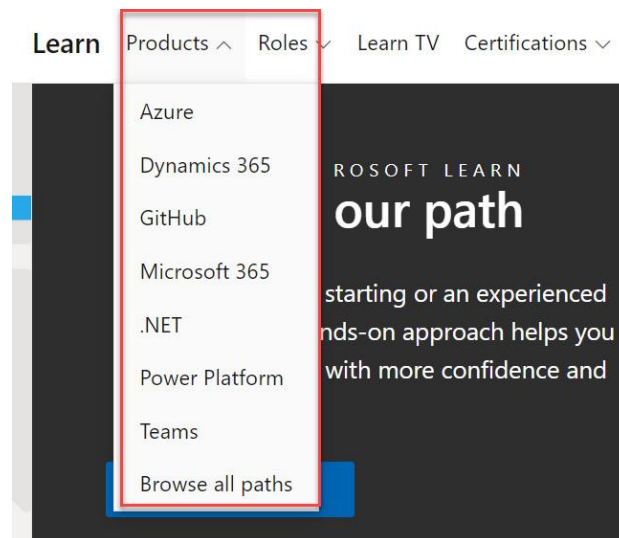 Learn Products Roles Learn TV Certifications
Azure
Dynamics 365
GitHub
Microsoft 365
.NET
Power Platform
Teams
Browse all paths
ROSOFT LEARN
our path
starting or an experienced
nds-on approach helps you
with more confidence and